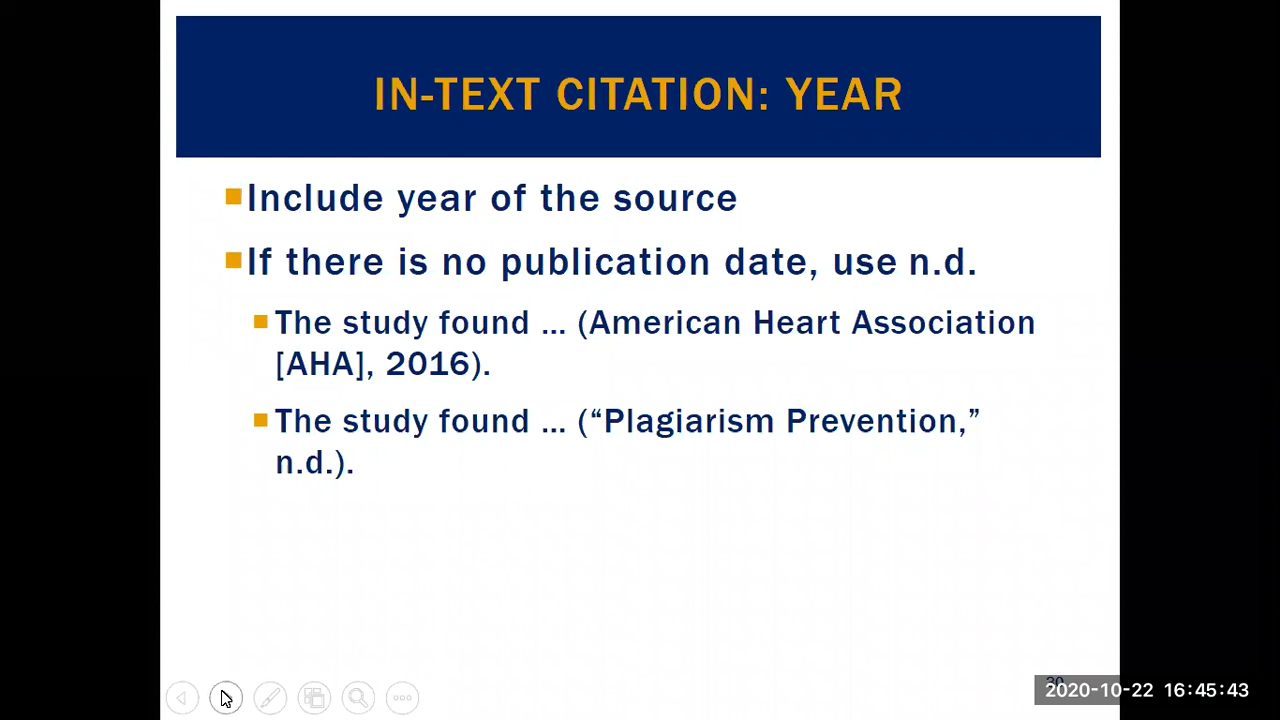 IN-TEXT CITATION: YEAR
Include year of the source
If there is no publication date, use n.d.
The study found ... (American Heart Association
[AHA], 2016).
The study found ... (“Plagiarism Prevention,”
n.d.).
2020-10-22 16:45:43